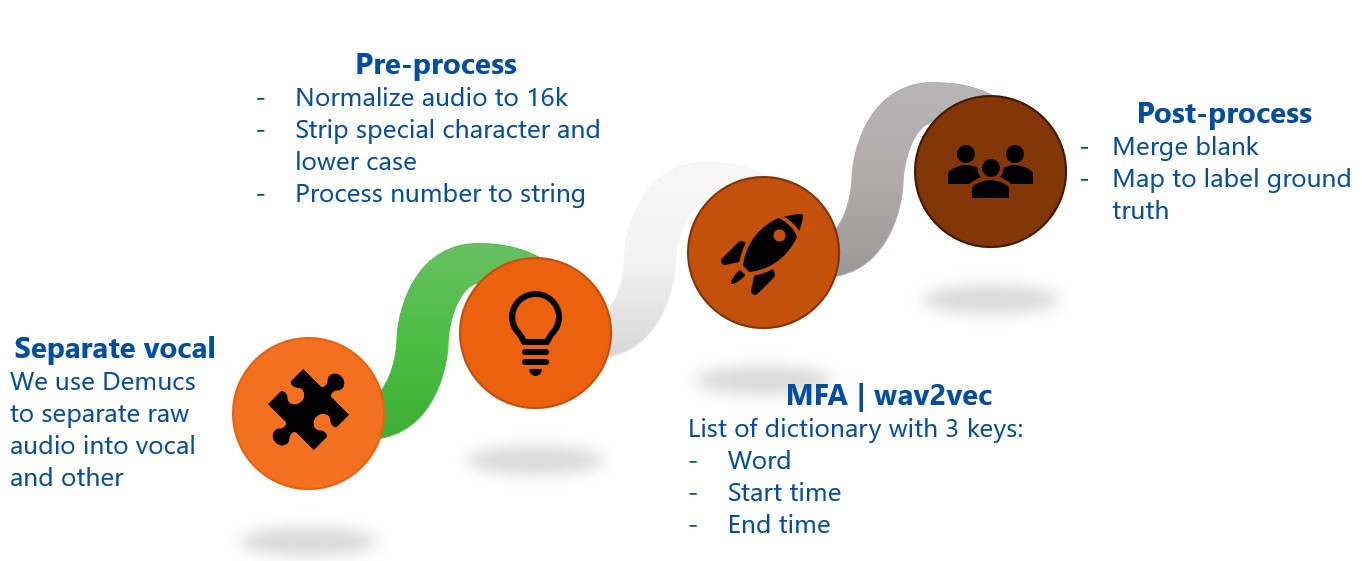 Separate vocal
We use Demucs
to separate raw
audio into vocal
and other
Pre-process
- Normalize audio to 16k
- Strip special character and
lower case
- Process number to string
MFA | wav2vec
List of dictionary with 3 keys:
- Word
- Start time
- End time
Post-process
- Merge blank
- Map to label ground
truth